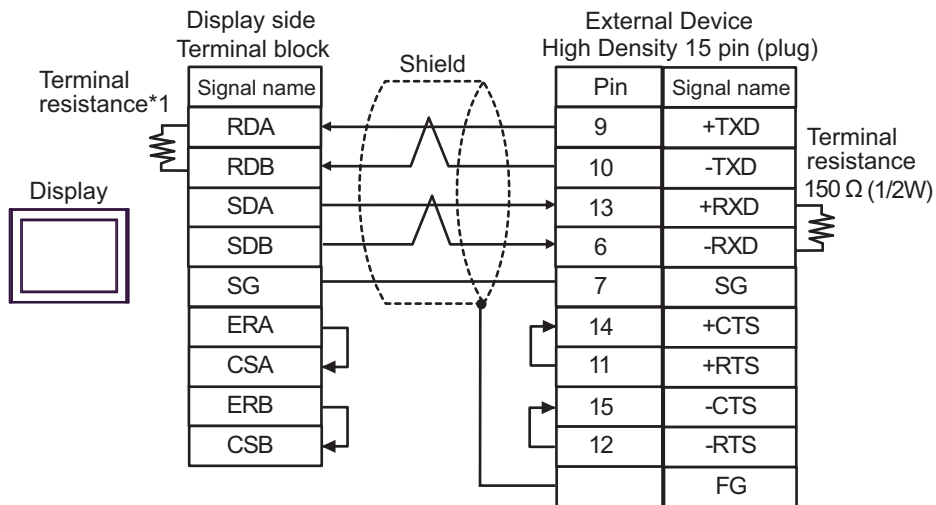 Display side
Terminal block
External Device
High Density 15 pin (plug)
Terminal
resistance*1
Shield
Signal name
Pin
Signal name
RDA
9
+TXD
Terminal
resistance
150 Ω (1/2W)
RDB
10
-TXD
Display
SDA
13
+RXD
SDB
6
-RXD
SG
7
SG
ERA
14
+CTS
CSA
11
+RTS
ERB
15
-CTS
CSB
12
-RTS
FG